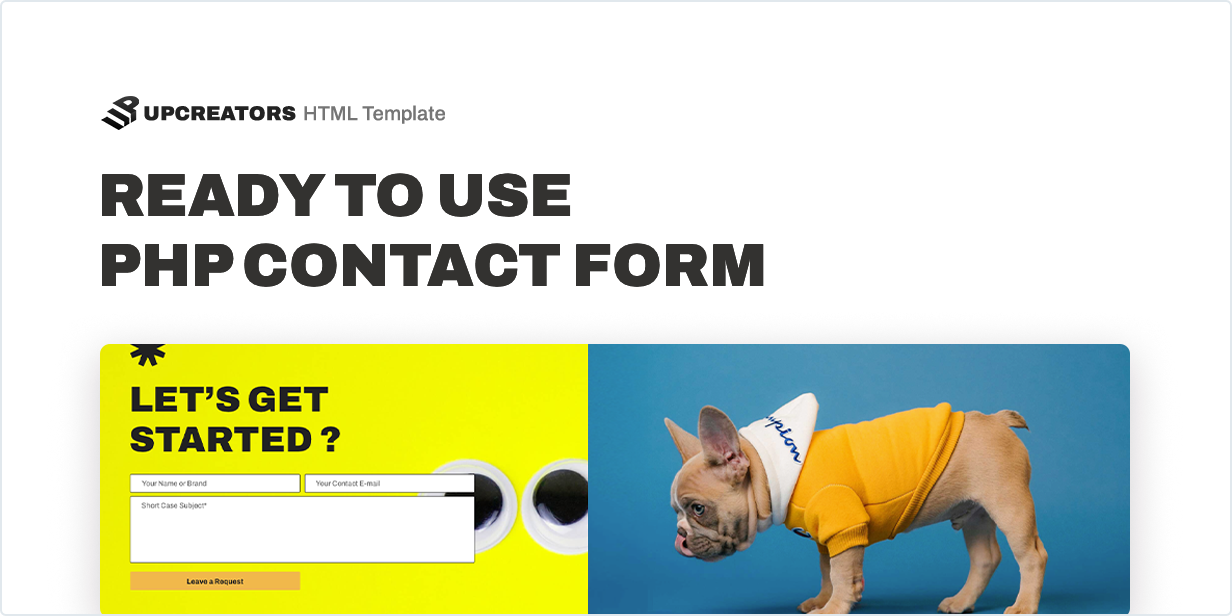 UPCREATORS HTML Template
READY TO USE
PHP CONTACT FORM
LET’S GET
STARTED ?
Your Name or Brand
Your Contact E-mail
Short Case Subject*
Leave a Request